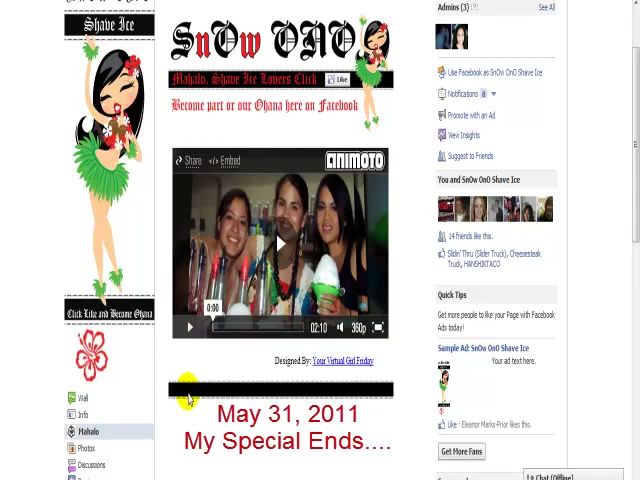 Shave Ice
Click Like and Become Ohana
Wall
Info
Mahalo
Photos
Discussions
SnOw OnO
Mahalo, Shave Ice Lovers Click Like
Become part or our Ohana here on Facebook
Share </> Embed ANIMOTO
0:00
02:10 360p
Designed By: Your Virtual Girl Friday
May 31, 2011
My Special Ends....
Admins (3) [?] See All
Use Facebook as SnOw OnO Shave Ice
Notifications 8
Promote with an Ad
View Insights
Suggest to Friends
You and SnOw OnO Shave Ice
14 friends like this.
Slidin' Thru (Slider Truck), Cheesesteak
Truck, HANSHIKTACO
Quick Tips
Get more people to like your Page with Facebook
Ads today!
Sample Ad: SnOw OnO Shave Ice
Your ad text here.
Like · Eleanor Marks-Prior likes this.
Get More Fans
Chat (Offline)